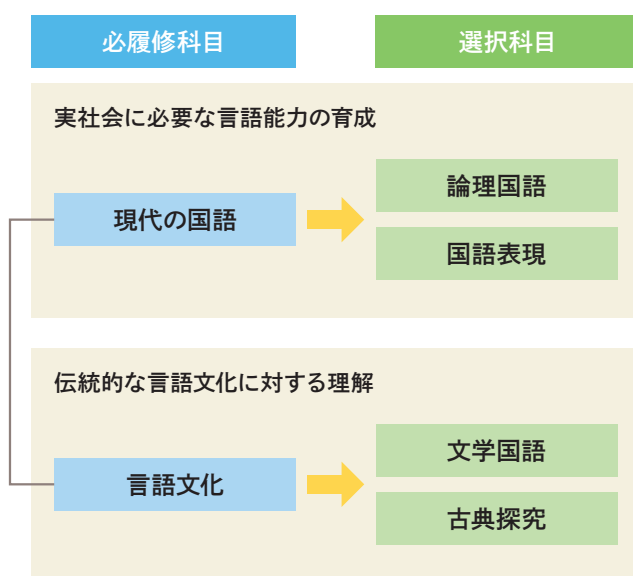 必履修科目
選択科目
実社会に必要な言語能力の育成
現代の国語
論理国語
国語表現
伝統的な言語文化に対する理解
言語文化
文学国語
古典探究